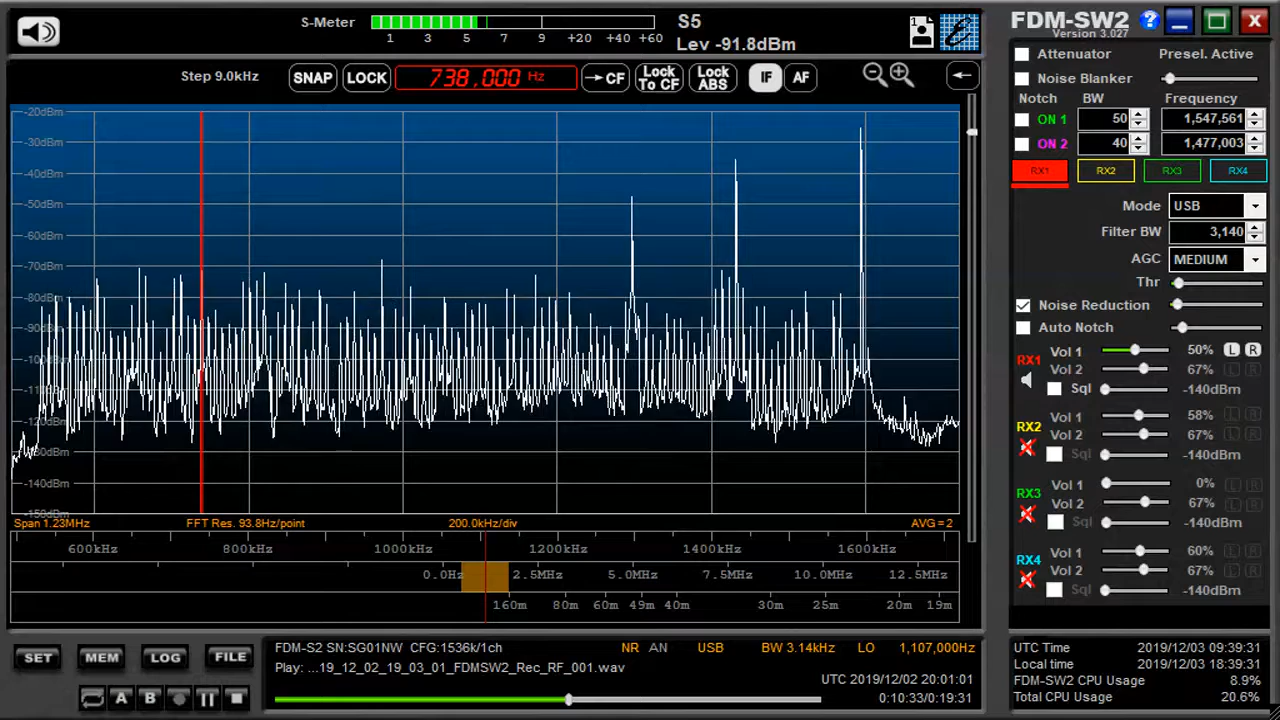 S-Meter
1 3 5 7 9 +20 +40 +60
S5
Lev -91.8dBm
FDM-SW2
Version 3.027
Step 9.0kHz
SNAP
LOCK
738,000 Hz
→CF
Lock To CF
Lock ABS
IF
AF
Attenuator
Presel. Active
Noise Blanker
Notch BW Frequency
ON 1 50 1,547,561
ON 2 40 1,477,003
RX1 RX2 RX3 RX4
Mode USB
Filter BW 3,140
AGC MEDIUM
Thr
Noise Reduction
Auto Notch
RX1 Vol 1 50% L R
Vol 2 67% L R
Sql -140dBm
RX2 Vol 1 58% L R
Vol 2 67% L R
Sql -140dBm
RX3 Vol 1 0% L R
Vol 2 67% L R
Sql -140dBm
RX4 Vol 1 60% L R
Vol 2 67% L R
Sql -140dBm
-20dBm
-30dBm
-40dBm
-50dBm
-60dBm
-70dBm
-80dBm
-90dBm
-100dBm
-110dBm
-120dBm
-130dBm
-140dBm
-150dBm
Span 1.23MHz FFT Res. 93.8Hz/point 200.0kHz/div AVG=2
600kHz 800kHz 1000kHz 1200kHz 1400kHz 1600kHz
0.0Hz 2.5MHz 5.0MHz 7.5MHz 10.0MHz 12.5MHz
160m 80m 60m 49m 40m 30m 25m 20m 19m
SET
MEM
LOG
FILE
A
B
FDM-S2 SN:SG01NW CFG:1536k/1ch NR AN USB BW 3.14kHz LO 1,107,000Hz
Play: ...19_12_02_19_03_01_FDMSW2_Rec_RF_001.wav
UTC 2019/12/02 20:01:01
0:10:33/0:19:31
UTC Time 2019/12/03 09:39:31
Local time 2019/12/03 18:39:31
FDM-SW2 CPU Usage 8.9%
Total CPU Usage 20.6%